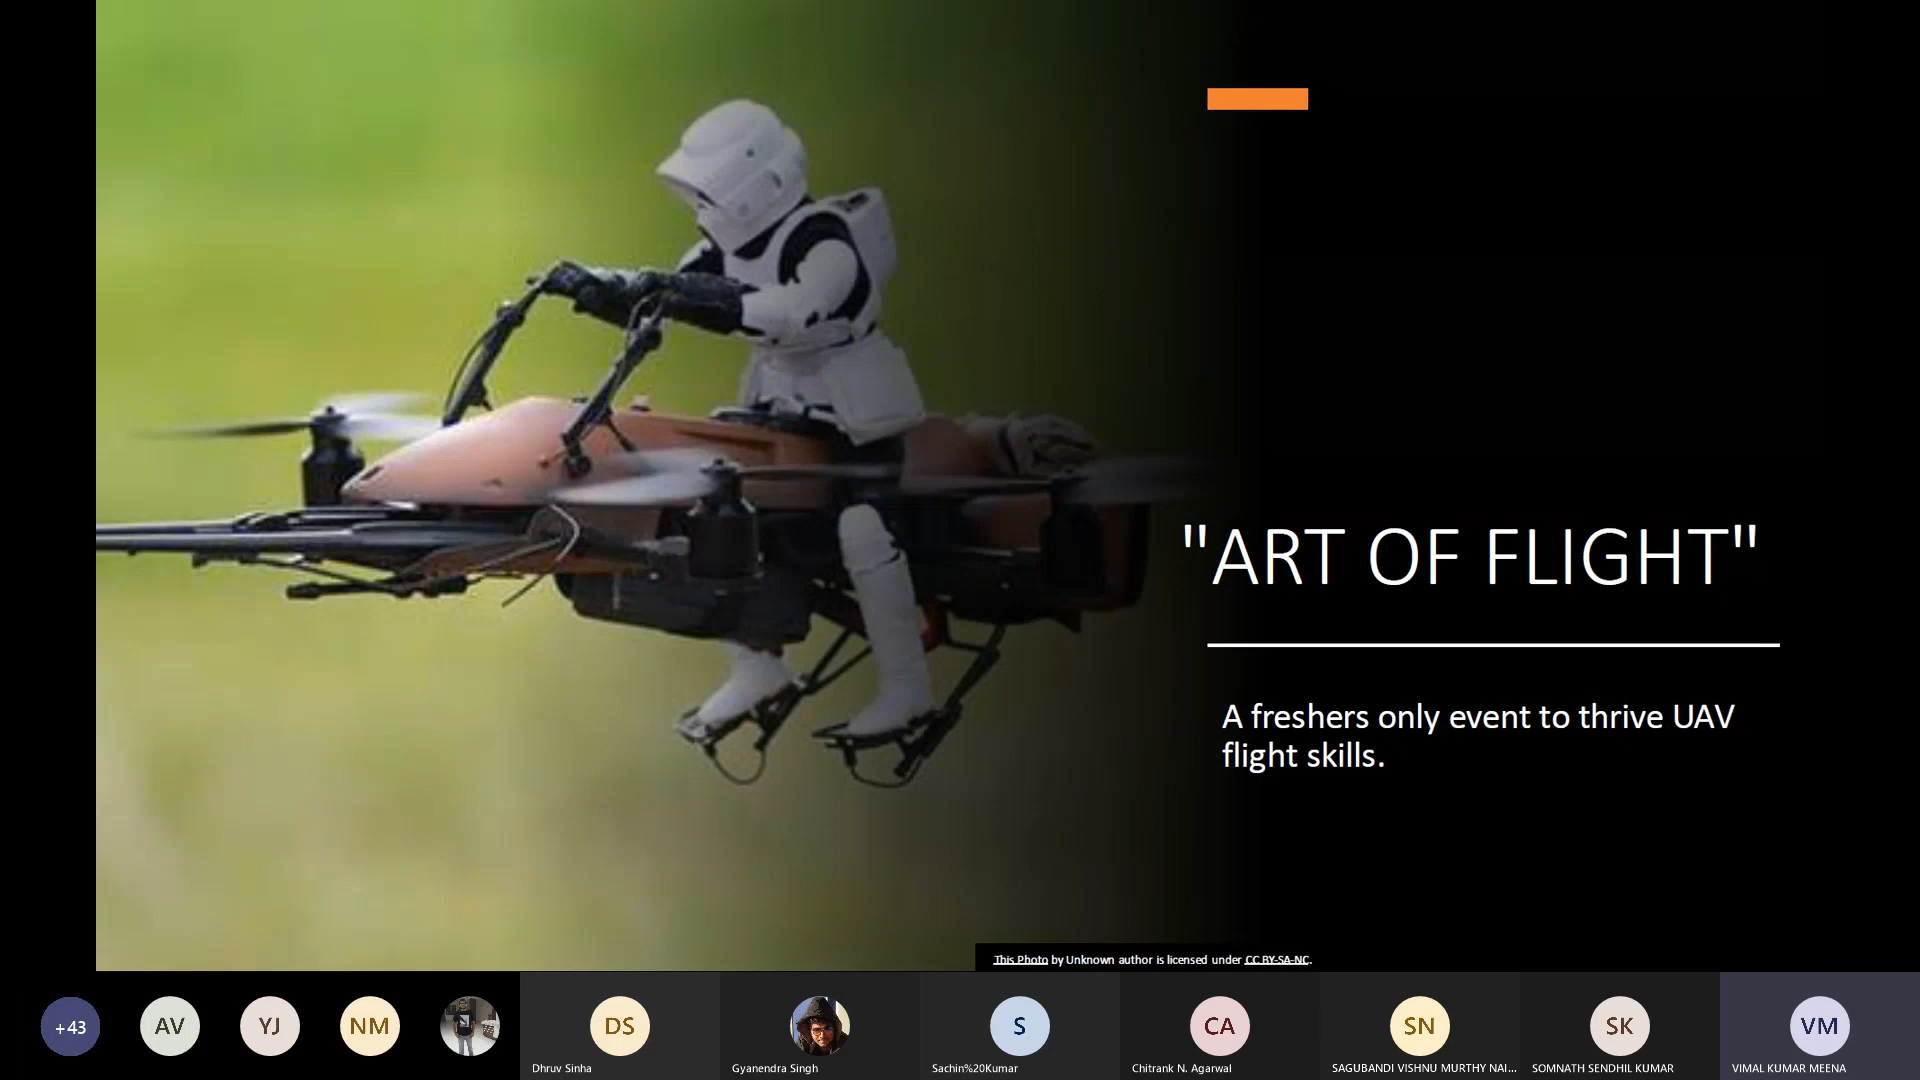 "ART OF FLIGHT"
A freshers only event to thrive UAV
flight skills.
This Photo by Unknown author is licensed under CC BY-SA-NC.
+43
AV
YJ
NM
DS
S
CA
SN
SK
VM
Dhruv Sinha
Gyanendra Singh
Sachin%20Kumar
Chitrank N. Agarwal
SAGUBANDI VISHNU MURTHY NAI...
SOMNATH SENDHIL KUMAR
VIMAL KUMAR MEENA